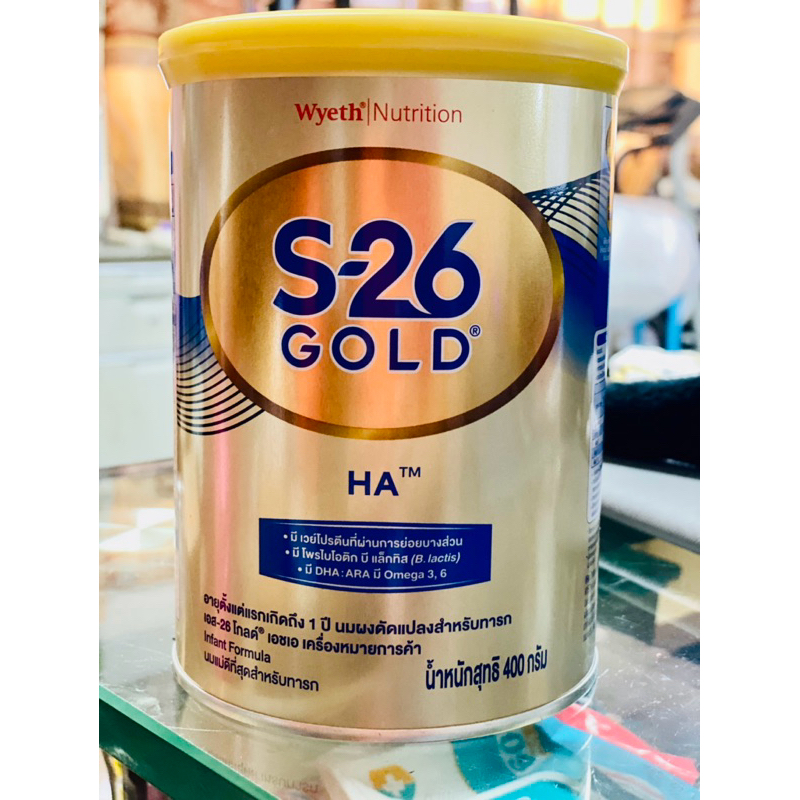 Wyeth® | Nutrition
S-26
GOLD®
HA™
• มี เวย์โปรตีนที่ผ่านการย่อยบางส่วน
• มี โพรไบโอติก บี แล็กทิส (B. lactis)
• มี DHA : ARA มี Omega 3, 6
อายุตั้งแต่แรกเกิดถึง 1 ปี นมผงดัดแปลงสำหรับทารก
เอส-26 โกลด์® เอชเอ เครื่องหมายการค้า
Infant Formula
นมแม่ดีที่สุดสำหรับทารก
น้ำหนักสุทธิ 400 กรัม